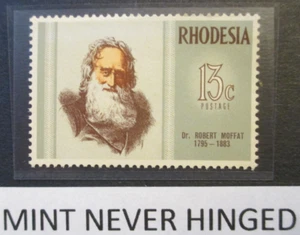 RHODESIA
13c
POSTAGE
Dr. ROBERT MOFFAT
1795 - 1883
MINT NEVER HINGED